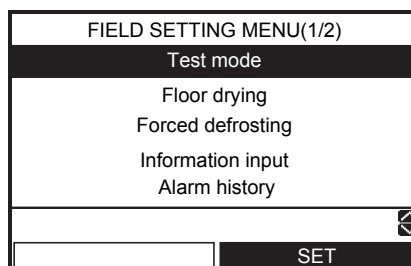 FIELD SETTING MENU(1/2)
Test mode
Floor drying
Forced defrosting
Information input
Alarm history
SET